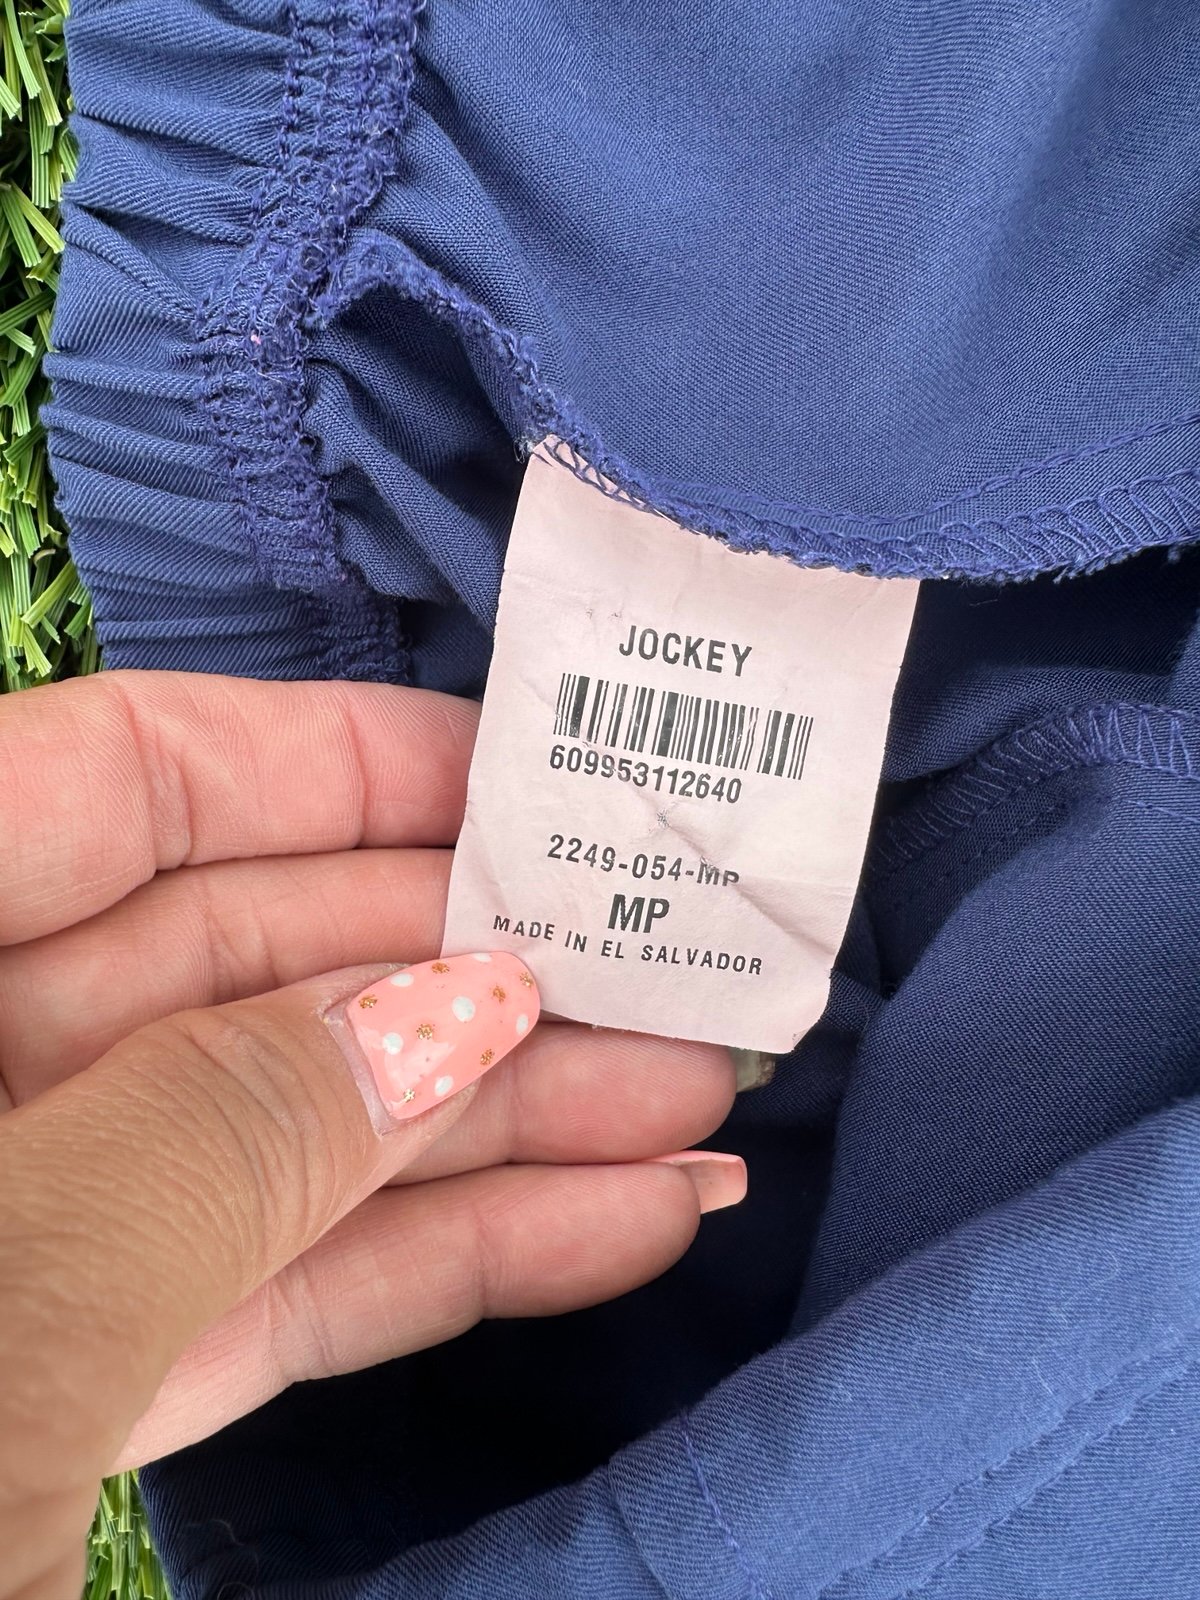 JOCKEY
609953112640
2249-054-MP
MP
MADE IN EL SALVADOR